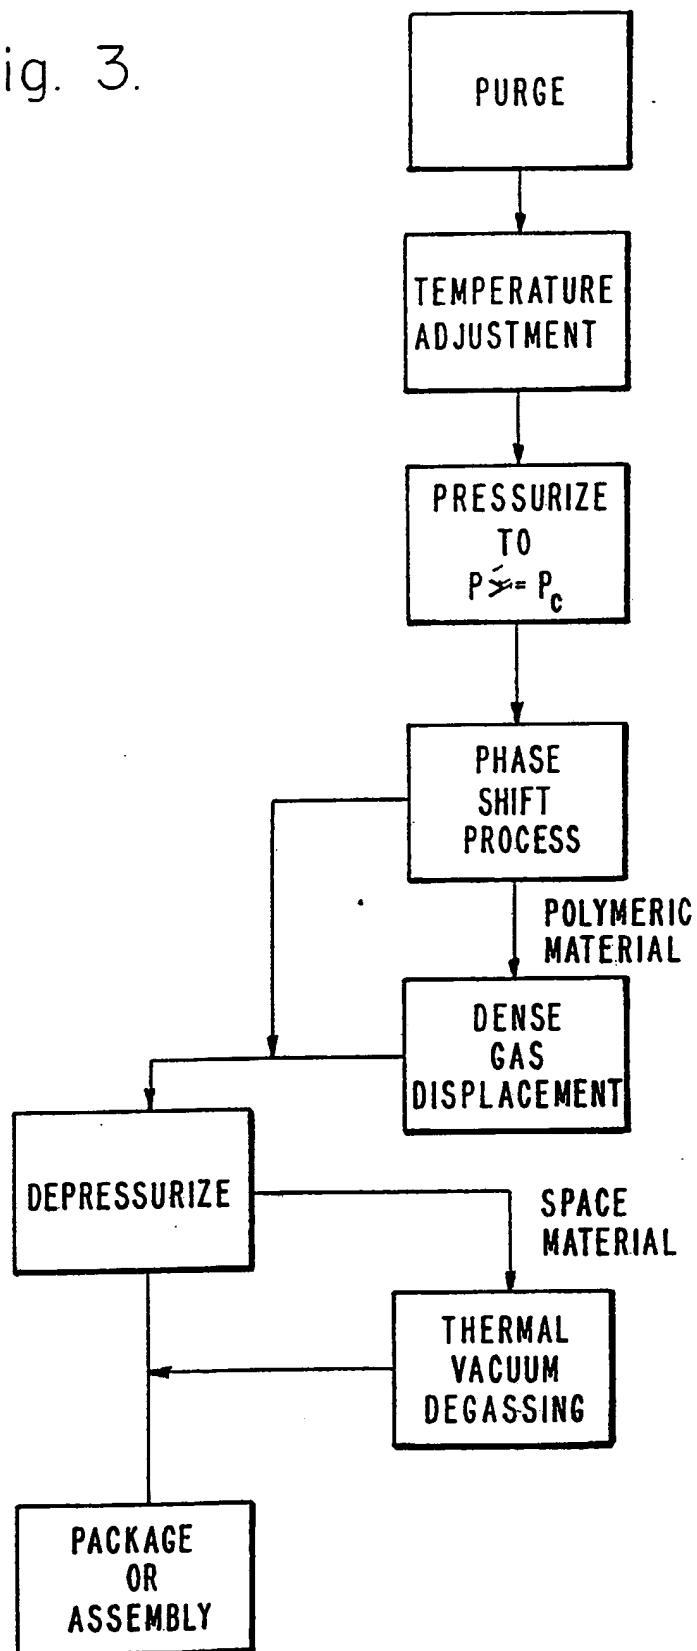 ig. 3.
PURGE
TEMPERATURE
ADJUSTMENT
PRESSURIZE
TO
P >= Pc
PHASE
SHIFT
PROCESS
POLYMERIC
MATERIAL
DENSE
GAS
DISPLACEMENT
DEPRESSURIZE
SPACE
MATERIAL
THERMAL
VACUUM
DEGASSING
PACKAGE
OR
ASSEMBLY